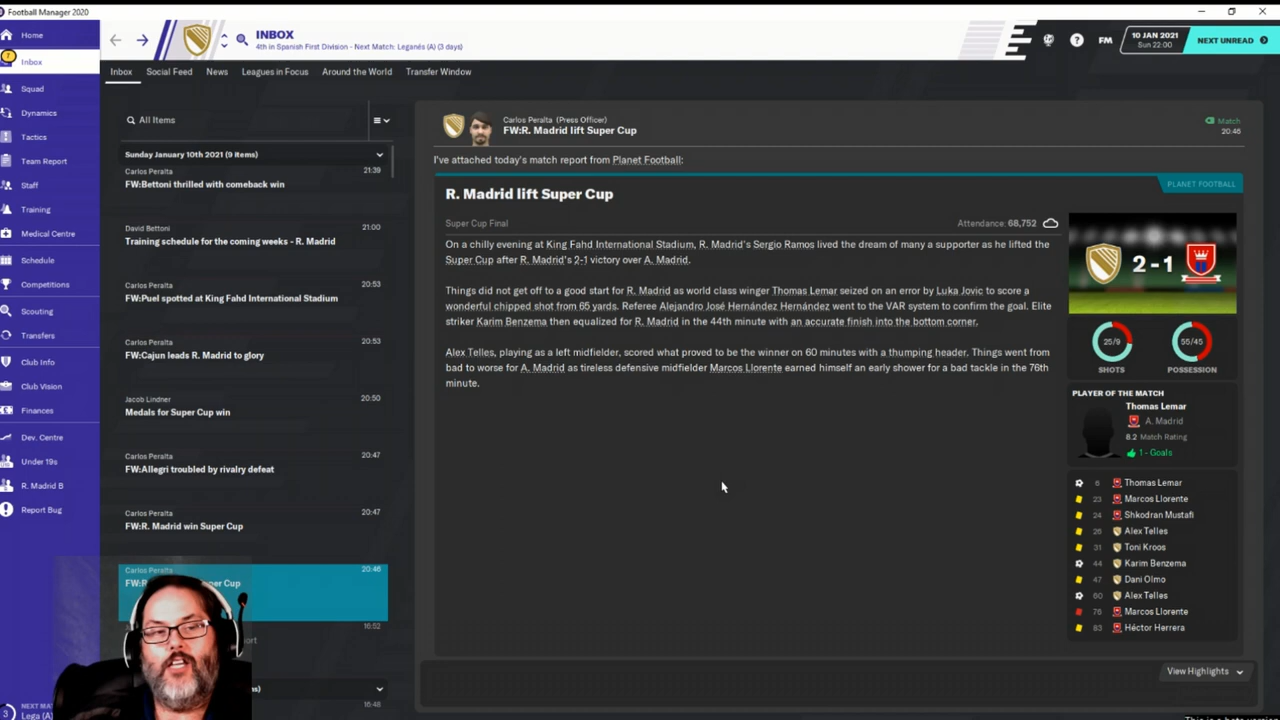 Football Manager 2020
Home
Inbox
7
Squad
Dynamics
Tactics
Team Report
Staff
Training
Medical Centre
Schedule
Competitions
Scouting
Transfers
Club Info
Club Vision
Finances
Dev. Centre
Under 19s
R. Madrid B
Report Bug
3
NEXT MA
Lega (A)
INBOX
4th in Spanish First Division - Next Match: Leganés (A) (3 days)
? FM
10 JAN 2021
Sun 22:00
NEXT UNREAD
Inbox Social Feed News Leagues in Focus Around the World Transfer Window
All Items
Sunday January 10th 2021 (9 items)
Carlos Peralta 21:39
FW:Bettoni thrilled with comeback win
David Bettoni 21:00
Training schedule for the coming weeks - R. Madrid
Carlos Peralta 20:53
FW:Puel spotted at King Fahd International Stadium
Carlos Peralta 20:53
FW:Cajun leads R. Madrid to glory
Jacob Lindner 20:50
Medals for Super Cup win
Carlos Peralta 20:47
FW:Allegri troubled by rivalry defeat
Carlos Peralta 20:47
FW:R. Madrid win Super Cup
Carlos Peralta 20:46
FW:R per Cup
16:52
ort
s)
16:48
Carlos Peralta (Press Officer)
FW:R. Madrid lift Super Cup
Match
20:46
I've attached today's match report from Planet Football:
PLANET FOOTBALL
R. Madrid lift Super Cup
Super Cup Final Attendance: 68,752
On a chilly evening at King Fahd International Stadium, R. Madrid's Sergio Ramos lived the dream of many a supporter as he lifted the
Super Cup after R. Madrid's 2-1 victory over A. Madrid.
Things did not get off to a good start for R. Madrid as world class winger Thomas Lemar seized on an error by Luka Jovic to score a
wonderful chipped shot from 65 yards. Referee Alejandro José Hernández Hernández went to the VAR system to confirm the goal. Elite
striker Karim Benzema then equalized for R. Madrid in the 44th minute with an accurate finish into the bottom corner.
Alex Telles, playing as a left midfielder, scored what proved to be the winner on 60 minutes with a thumping header. Things went from
bad to worse for A. Madrid as tireless defensive midfielder Marcos Llorente earned himself an early shower for a bad tackle in the 76th
minute.
2 - 1
25/9 55/45
SHOTS POSSESSION
PLAYER OF THE MATCH
Thomas Lemar
A. Madrid
8.2 Match Rating
1 - Goals
6 Thomas Lemar
23 Marcos Llorente
24 Shkodran Mustafi
26 Alex Telles
31 Toni Kroos
44 Karim Benzema
47 Dani Olmo
60 Alex Telles
76 Marcos Llorente
83 Héctor Herrera
View Highlights